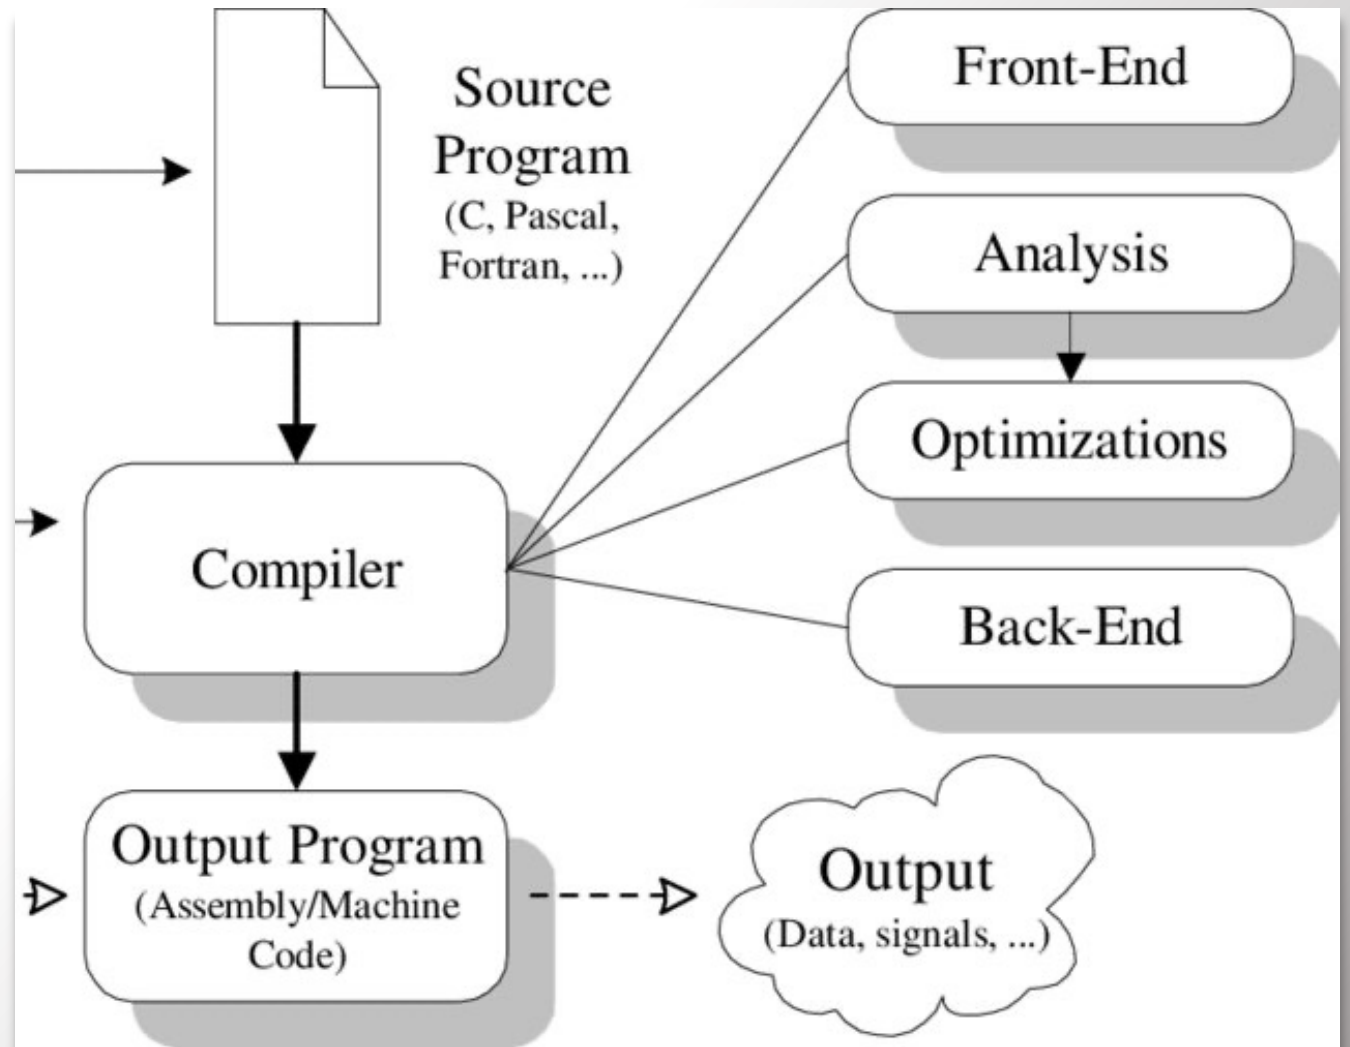 Source
Program
(C, Pascal,
Fortran, ...)
Compiler
Output Program
(Assembly/Machine
Code)
Front-End
Analysis
Optimizations
Back-End
Output
(Data, signals, ...)